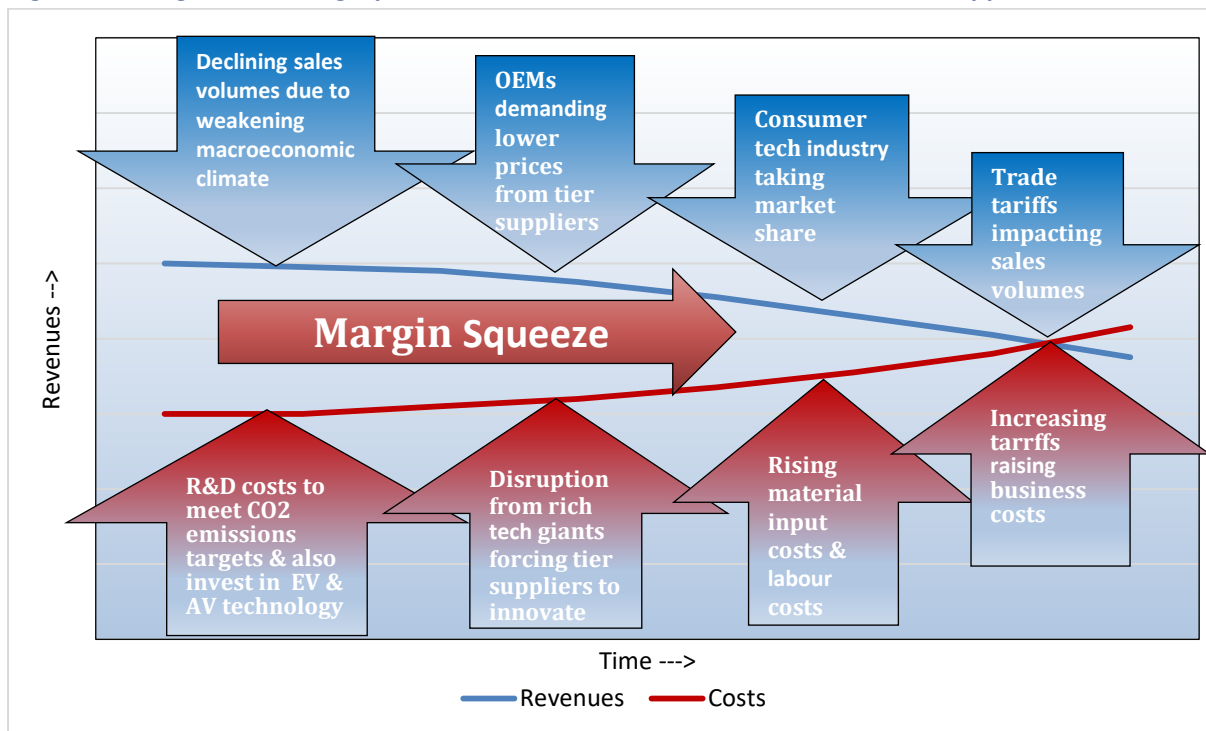 Declining sales
volumes due to
weakening
macroeconomic
climate
OEMs
demanding
lower
prices
from tier
suppliers
Consumer
tech industry
taking
market
share
Trade
tariffs
impacting
sales
volumes
Revenues -->
Margin Squeeze
R&D costs to
meet CO2
emissions
targets & also
invest in EV &
AV technology
Disruption
from rich
tech giants
forcing tier
suppliers to
innovate
Rising
material
input
costs &
labour
costs
Increasing
tarrffs
raising
business
costs
Time --->
Revenues
Costs